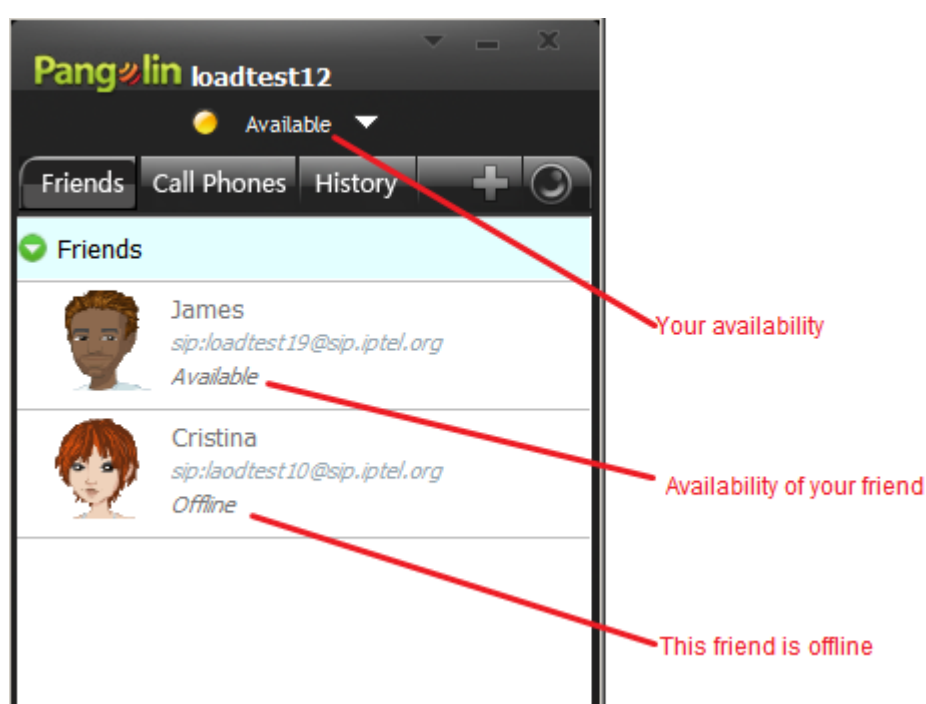 Pangolin loadtest12
Available
Friends Call Phones History
Friends
James
sip:loadtest19@sip.iptel.org
Your availability
Available
Cristina
sip:laodtest10@sip.iptel.org
Availability of your friend
Offline
This friend is offline